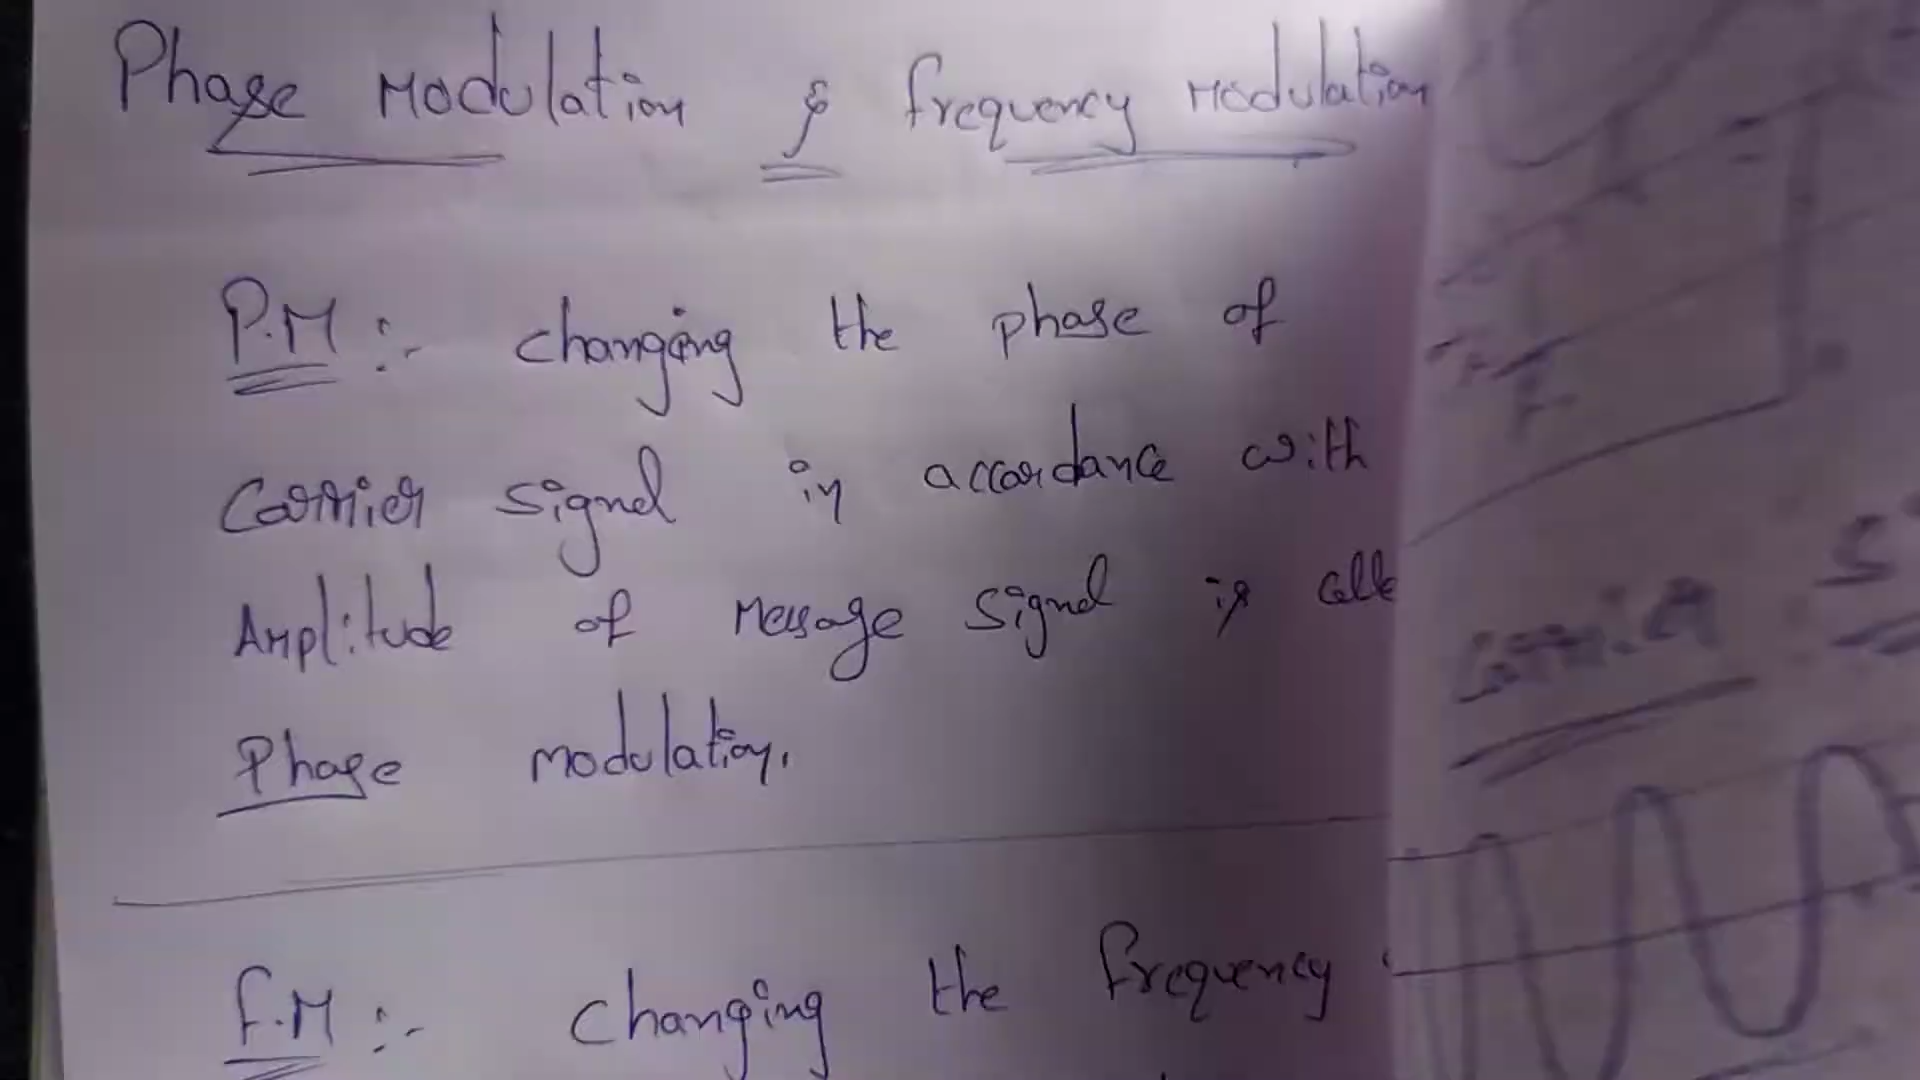 Phase Modulation & frequency Modulation
P.M :- changing the phase of
Carrier signal in accordance with
Amplitude of Message signal is
Phase modulation.
F.M :- changing the frequency